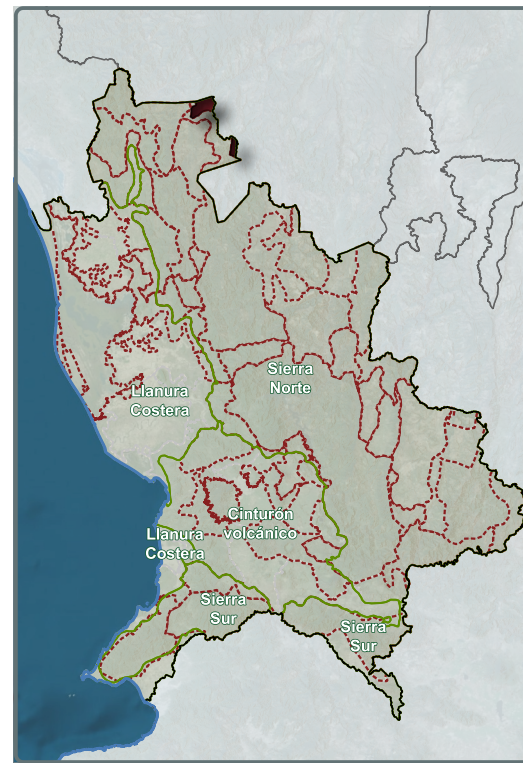 Sierra
Norte
Llanura
Costera
Cinturón
volcánico
Llanura
Costera
Sierra
Sur
Sierra
Sur